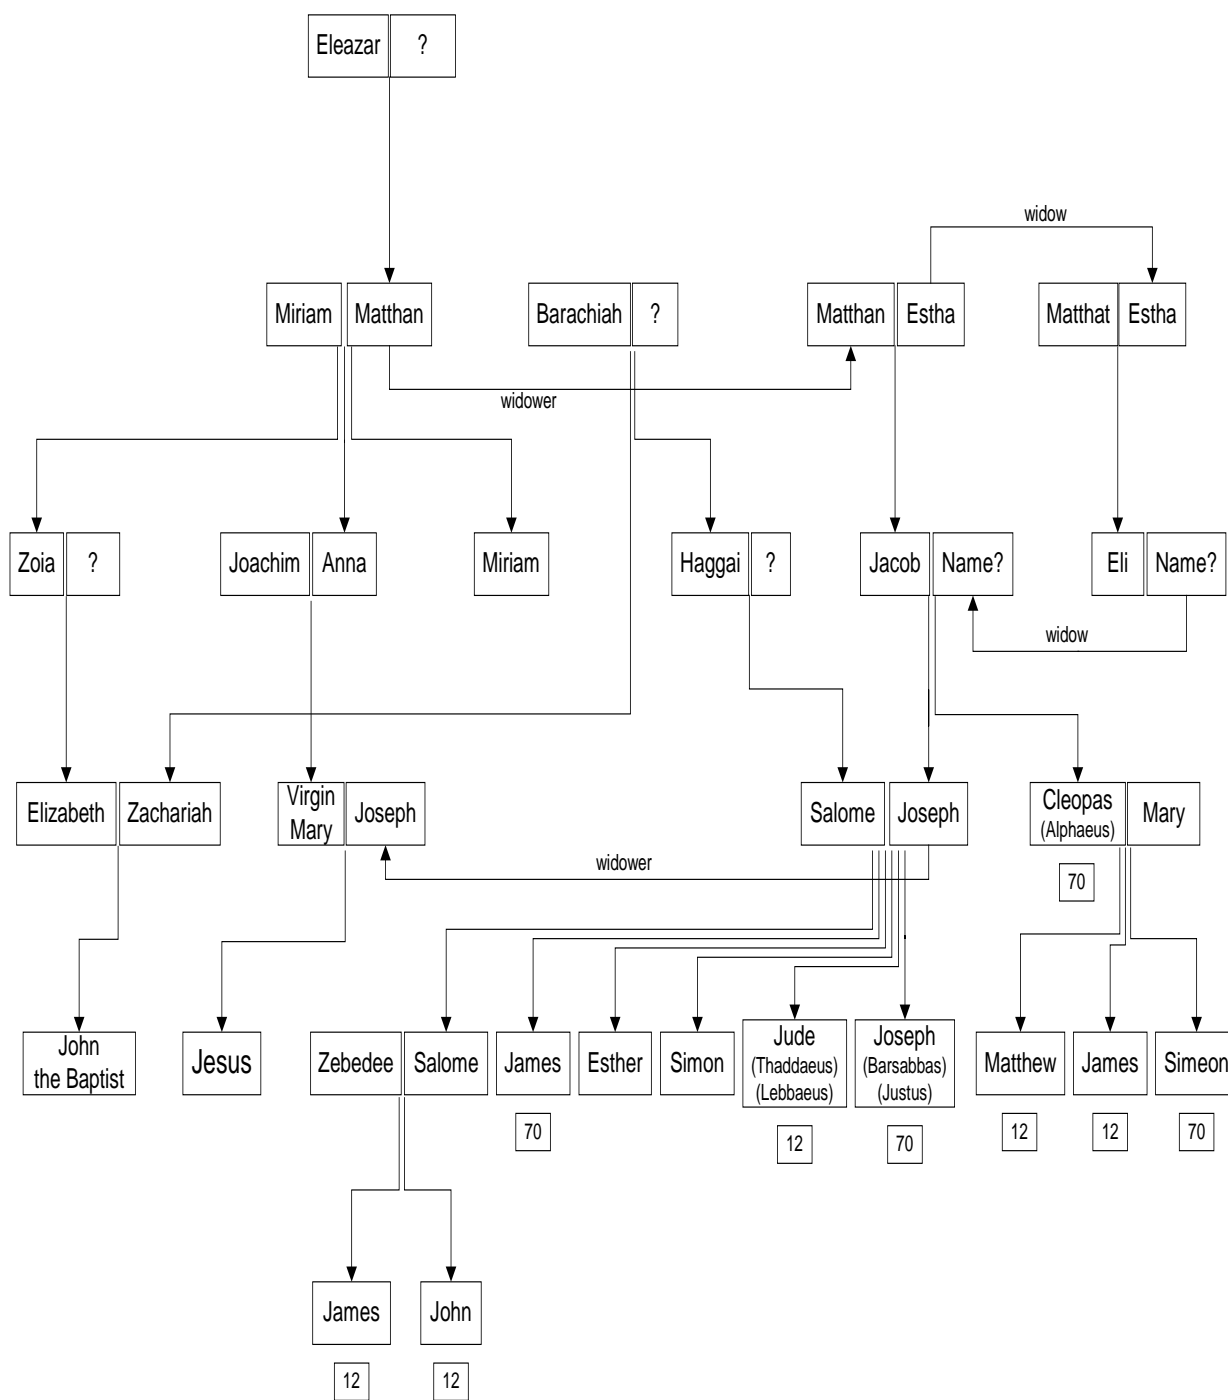 Eleazar
?
widow
Miriam
Matthan
Barachiah
?
Matthan
Estha
Matthat
Estha
widower
Zoia
?
Joachim
Anna
Miriam
Haggai
?
Jacob
Name?
Eli
Name?
widow
Elizabeth
Zachariah
Virgin
Mary
Joseph
Salome
Joseph
Cleopas
(Alphaeus)
Mary
widower
70
John
the Baptist
Jesus
Zebedee
Salome
James
Esther
Simon
Jude
(Thaddaeus)
(Lebbaeus)
Joseph
(Barsabbas)
(Justus)
Matthew
James
Simeon
70
12
70
12
12
70
James
John
12
12